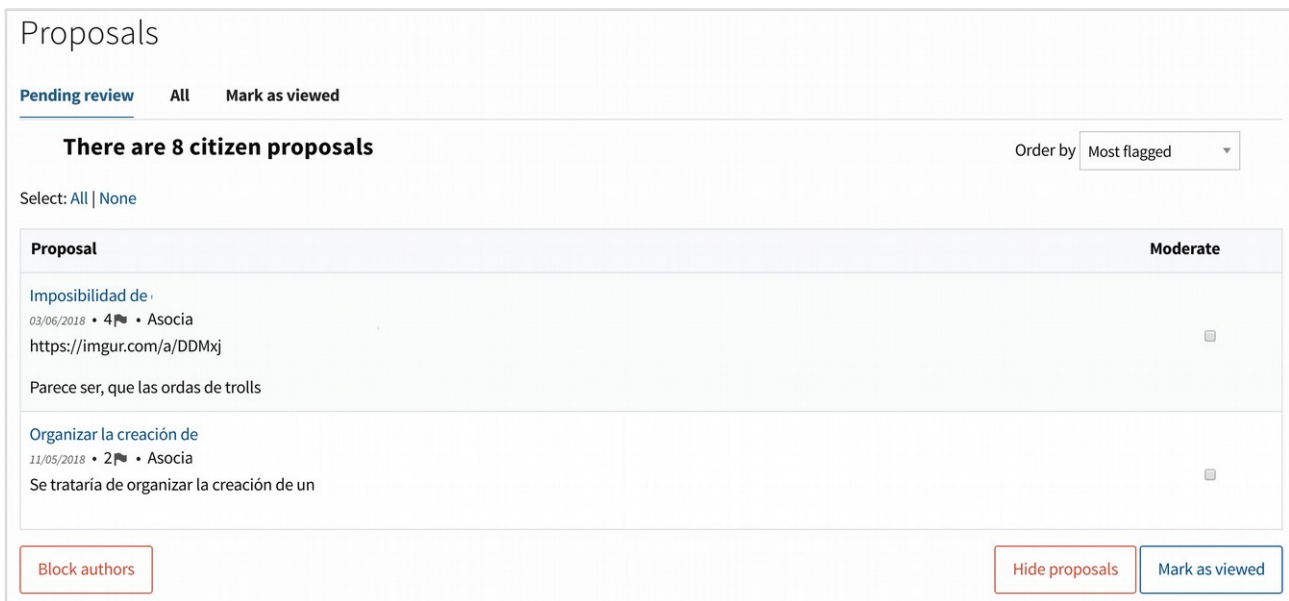 Proposals
Pending review All Mark as viewed
There are 8 citizen proposals
Order by Most flagged
Select: All | None
Proposal Moderate
Imposibilidad de
03/06/2018 • 4 • Asocia
https://imgur.com/a/DDMxj
Parece ser, que las ordas de trolls
Organizar la creación de
11/05/2018 • 2 • Asocia
Se trataría de organizar la creación de un
Block authors Hide proposals Mark as viewed